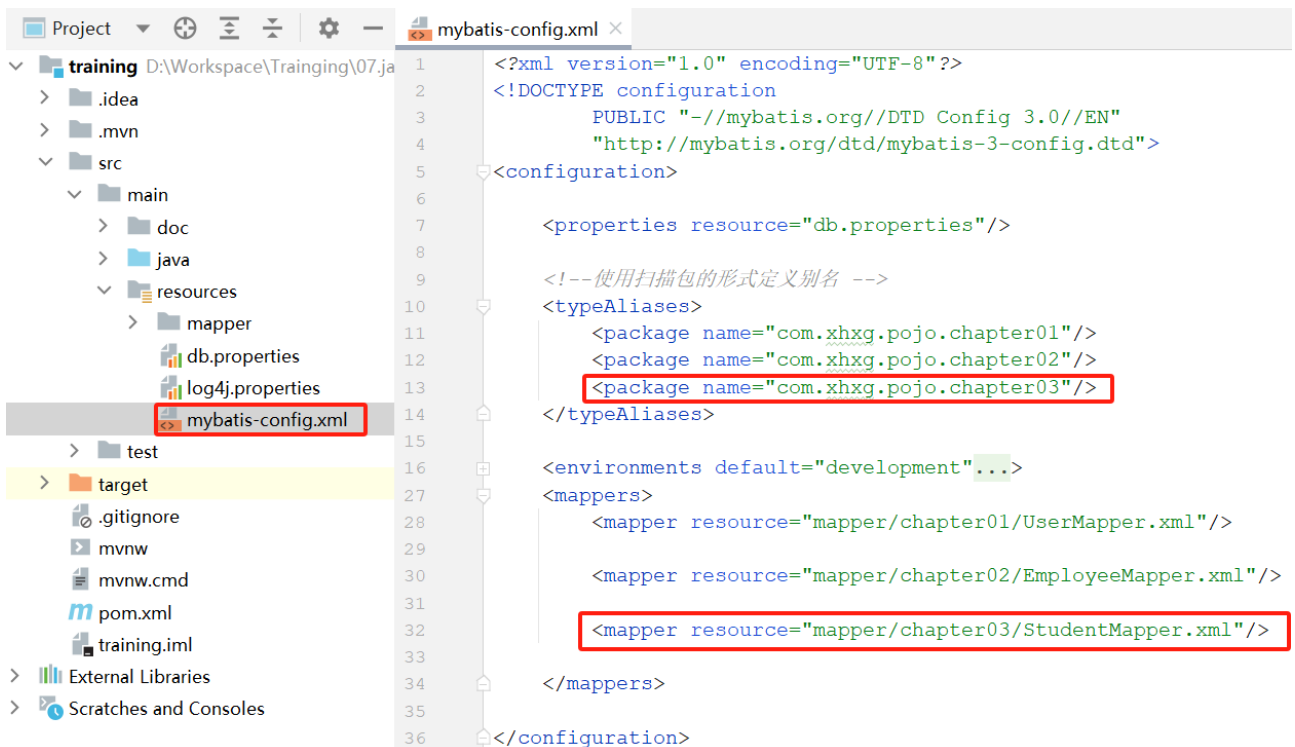 Project
mybatis-config.xml
training D:\Workspace\Trainging\07.ja
.idea
.mvn
src
main
doc
java
resources
mapper
db.properties
log4j.properties
mybatis-config.xml
test
target
.gitignore
mvnw
mvnw.cmd
pom.xml
training.iml
External Libraries
Scratches and Consoles
1 <?xml version="1.0" encoding="UTF-8"?>
2 <!DOCTYPE configuration
3 PUBLIC "-//mybatis.org//DTD Config 3.0//EN"
4 "http://mybatis.org/dtd/mybatis-3-config.dtd">
5 <configuration>
6
7 <properties resource="db.properties"/>
8
9 <!--使用扫描包的形式定义别名 -->
10 <typeAliases>
11 <package name="com.xhxg.pojo.chapter01"/>
12 <package name="com.xhxg.pojo.chapter02"/>
13 <package name="com.xhxg.pojo.chapter03"/>
14 </typeAliases>
15
16 <environments default="development"...>
27 <mappers>
28 <mapper resource="mapper/chapter01/UserMapper.xml"/>
29
30 <mapper resource="mapper/chapter02/EmployeeMapper.xml"/>
31
32 <mapper resource="mapper/chapter03/StudentMapper.xml"/>
33
34 </mappers>
35
36 </configuration>